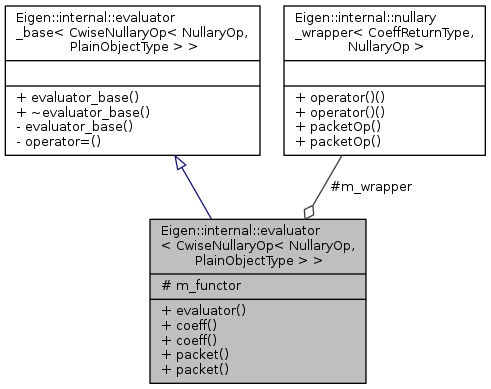 Eigen::internal::evaluator
_base< CwiseNullaryOp< NullaryOp,
PlainObjectType > >
+ evaluator_base()
+ ~evaluator_base()
- evaluator_base()
- operator=()
Eigen::internal::nullary
_wrapper< CoeffReturnType,
NullaryOp >
+ operator()()
+ operator()()
+ packetOp()
+ packetOp()
#m_wrapper
Eigen::internal::evaluator
< CwiseNullaryOp< NullaryOp,
PlainObjectType > >
# m_functor
+ evaluator()
+ coeff()
+ coeff()
+ packet()
+ packet()